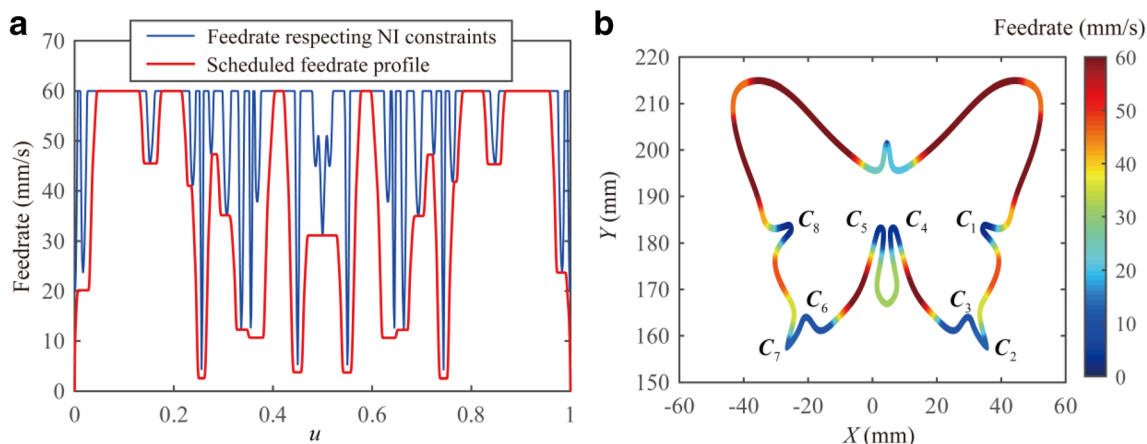 a
Feedrate respecting NI constraints
Scheduled feedrate profile
Feedrate (mm/s)
70
60
50
40
30
20
10
0
0
0.2
0.4
0.6
0.8
1
u
b
Feedrate (mm/s)
Y (mm)
220
210
200
190
180
170
160
150
C8
C5
C4
C1
C6
C3
C7
C2
-60
-40
-20
0
20
40
60
X (mm)
60
50
40
30
20
10
0